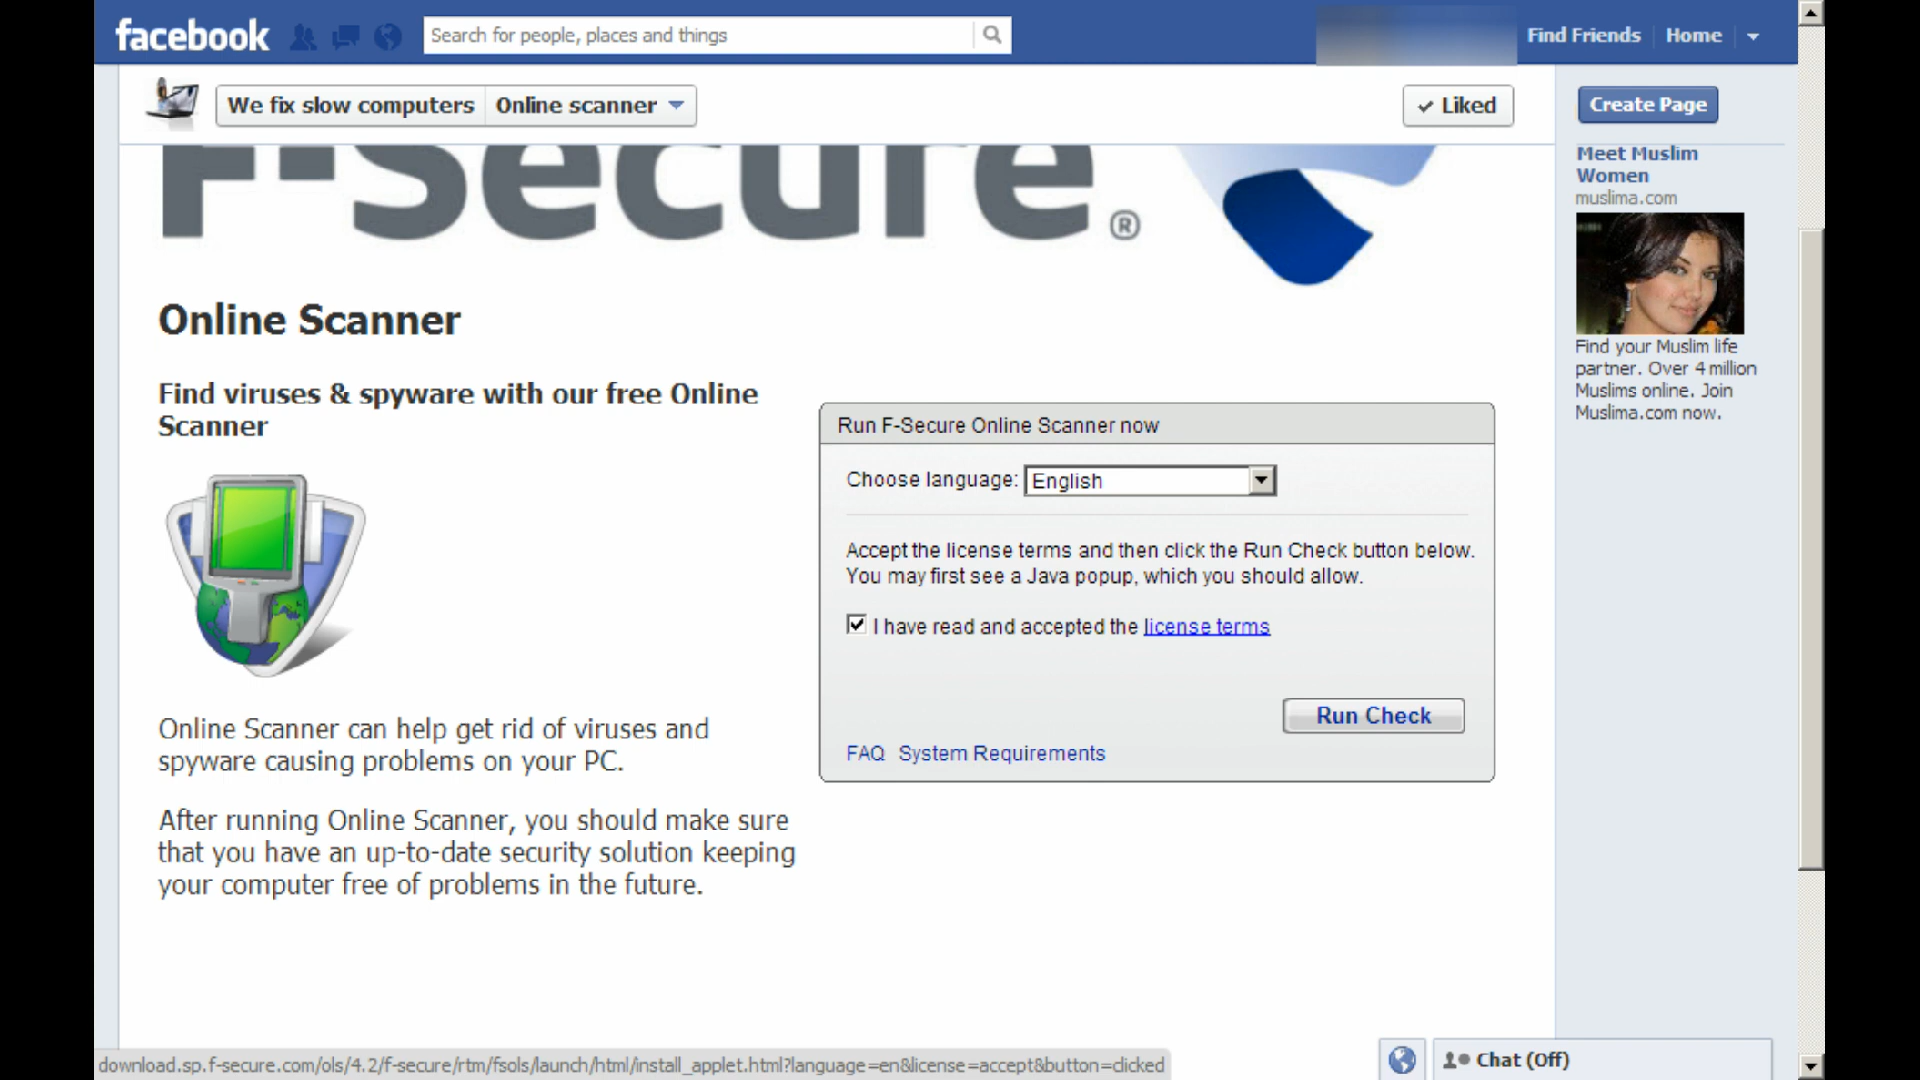 facebook
Search for people, places and things
Find Friends
Home
We fix slow computers
Online scanner
Liked
Create Page
F-Secure®
Online Scanner
Find viruses & spyware with our free Online
Scanner
Online Scanner can help get rid of viruses and
spyware causing problems on your PC.
After running Online Scanner, you should make sure
that you have an up-to-date security solution keeping
your computer free of problems in the future.
Run F-Secure Online Scanner now
Choose language: English
Accept the license terms and then click the Run Check button below.
You may first see a Java popup, which you should allow.
I have read and accepted the license terms
Run Check
FAQ System Requirements
Meet Muslim
Women
muslima.com
Find your Muslim life
partner. Over 4 million
Muslims online. Join
Muslima.com now.
download.sp.f-secure.com/ols/4.2/f-secure/rtm/fsols/launch/html/install_applet.html?language=en&license=accept&button=clicked
Chat (Off)